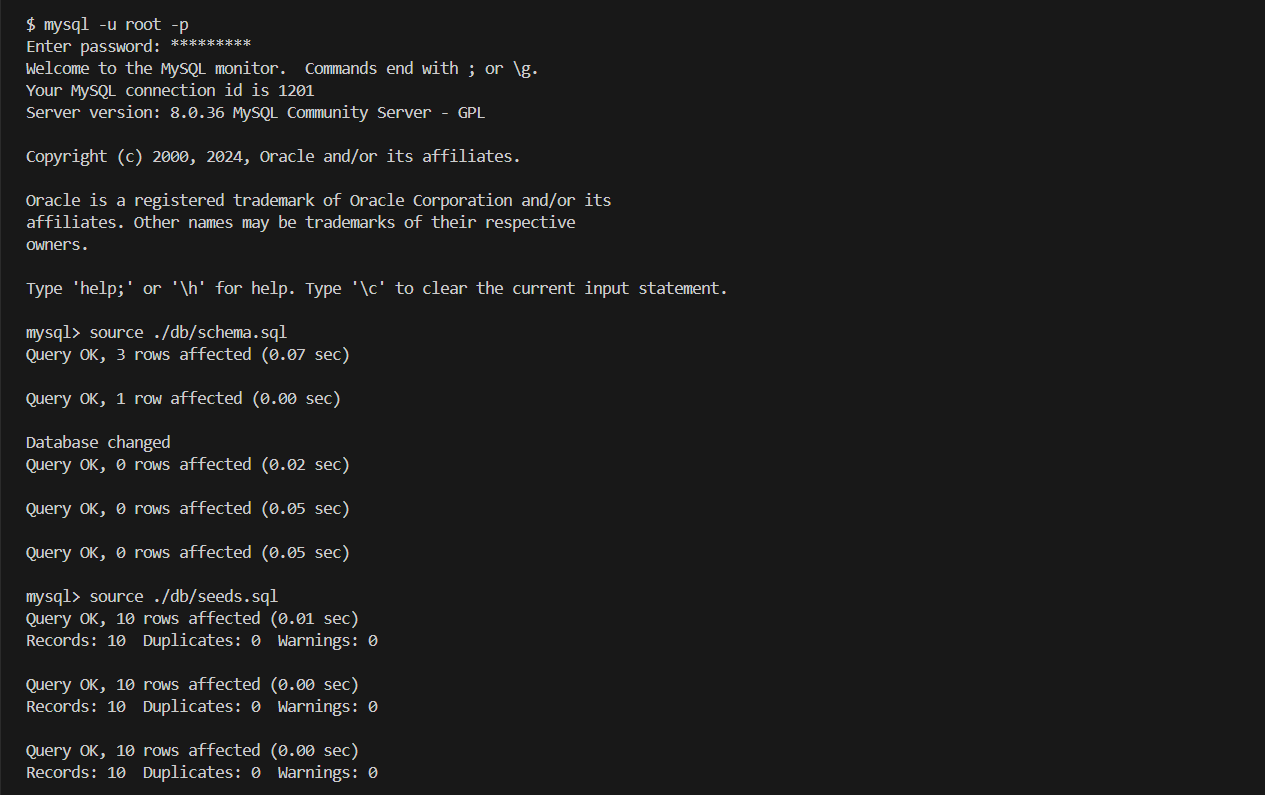 $ mysql -u root -p
Enter password: *********
Welcome to the MySQL monitor.  Commands end with ; or \g.
Your MySQL connection id is 1201
Server version: 8.0.36 MySQL Community Server - GPL
Copyright (c) 2000, 2024, Oracle and/or its affiliates.
Oracle is a registered trademark of Oracle Corporation and/or its
affiliates. Other names may be trademarks of their respective
owners.
Type 'help;' or '\h' for help. Type '\c' to clear the current input statement.
mysql> source ./db/schema.sql
Query OK, 3 rows affected (0.07 sec)
Query OK, 1 row affected (0.00 sec)
Database changed
Query OK, 0 rows affected (0.02 sec)
Query OK, 0 rows affected (0.05 sec)
Query OK, 0 rows affected (0.05 sec)
mysql> source ./db/seeds.sql
Query OK, 10 rows affected (0.01 sec)
Records: 10  Duplicates: 0  Warnings: 0
Query OK, 10 rows affected (0.00 sec)
Records: 10  Duplicates: 0  Warnings: 0
Query OK, 10 rows affected (0.00 sec)
Records: 10  Duplicates: 0  Warnings: 0